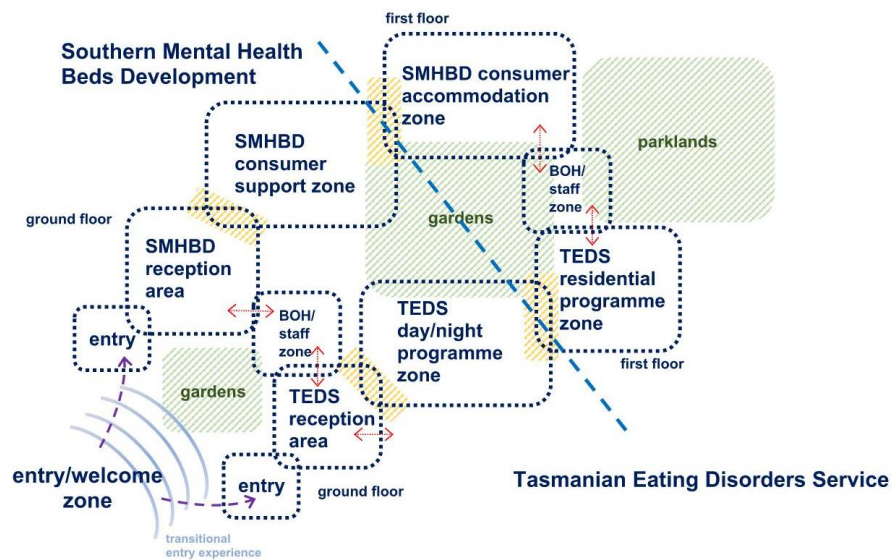 first floor
Southern Mental Health
Beds Development
SMHBD consumer
accommodation
zone
parklands
SMHBD
consumer
support zone
BOH/
staff
zone
gardens
ground floor
SMHBD
reception
area
TEDS
residential
programme
zone
BOH/
staff
zone
TEDS
day/night
programme
zone
entry
first floor
gardens
TEDS
reception
area
entry/welcome
zone
entry
ground floor
Tasmanian Eating Disorders Service
transitional
entry experience